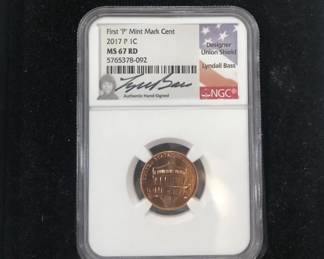 First 'P' Mint Mark Cent
2017 P 1C
MS 67 RD
5765378-092
Authentic Hand Signed
Designer
Union Shield
Lyndall Bass
NGC